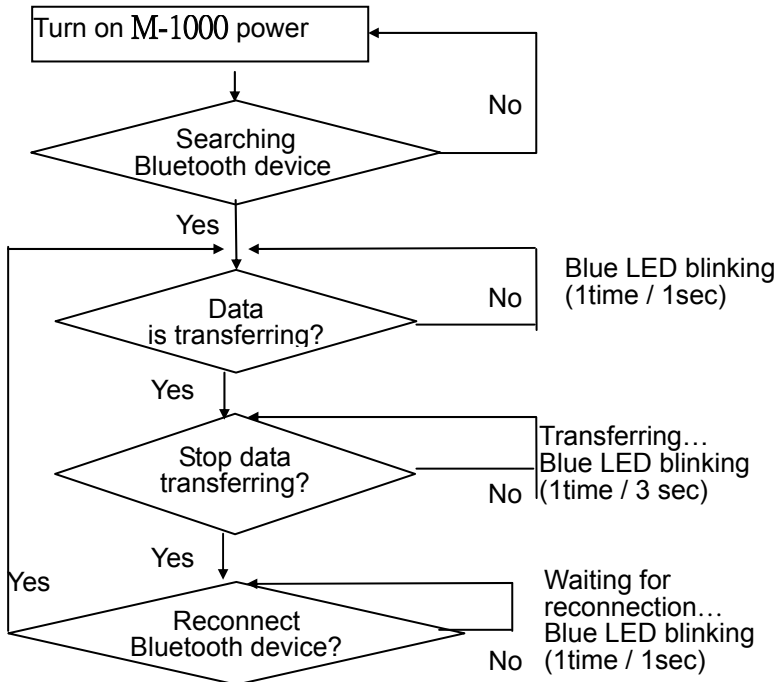 Turn on M-1000 power
No
Searching
Bluetooth device
Yes
Blue LED blinking
(1time / 1sec)
No
Data
is transferring?
Yes
Transferring…
Blue LED blinking
(1time / 3 sec)
No
Stop data
transferring?
Yes
Yes
Waiting for
reconnection…
Blue LED blinking
(1time / 1sec)
No
Reconnect
Bluetooth device?